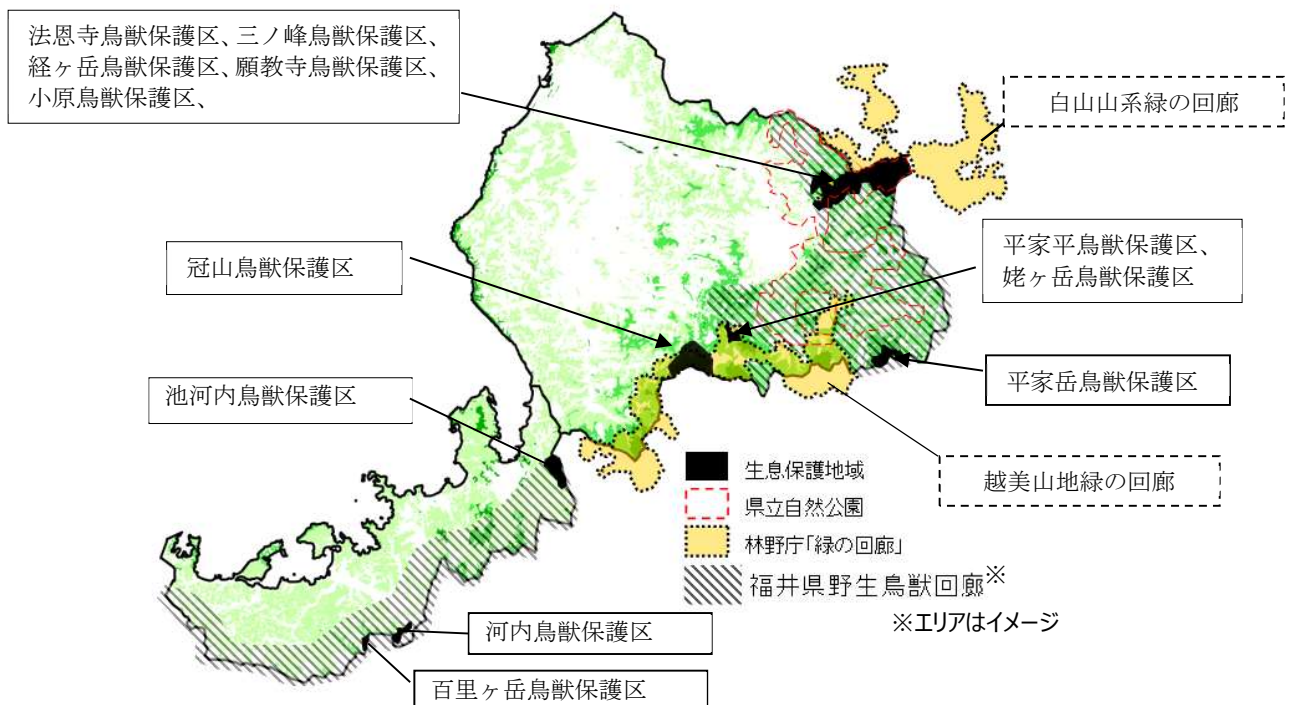 法恩寺鳥獣保護区、三ノ峰鳥獣保護区、
経ヶ岳鳥獣保護区、願教寺鳥獣保護区、
小原鳥獣保護区、
白山山系緑の回廊
冠山鳥獣保護区
平家平鳥獣保護区、
姥ヶ岳鳥獣保護区
池河内鳥獣保護区
平家岳鳥獣保護区
越美山地緑の回廊
生息保護地域
県立自然公園
林野庁「緑の回廊」
福井県野生鳥獣回廊※
※エリアはイメージ
河内鳥獣保護区
百里ヶ岳鳥獣保護区